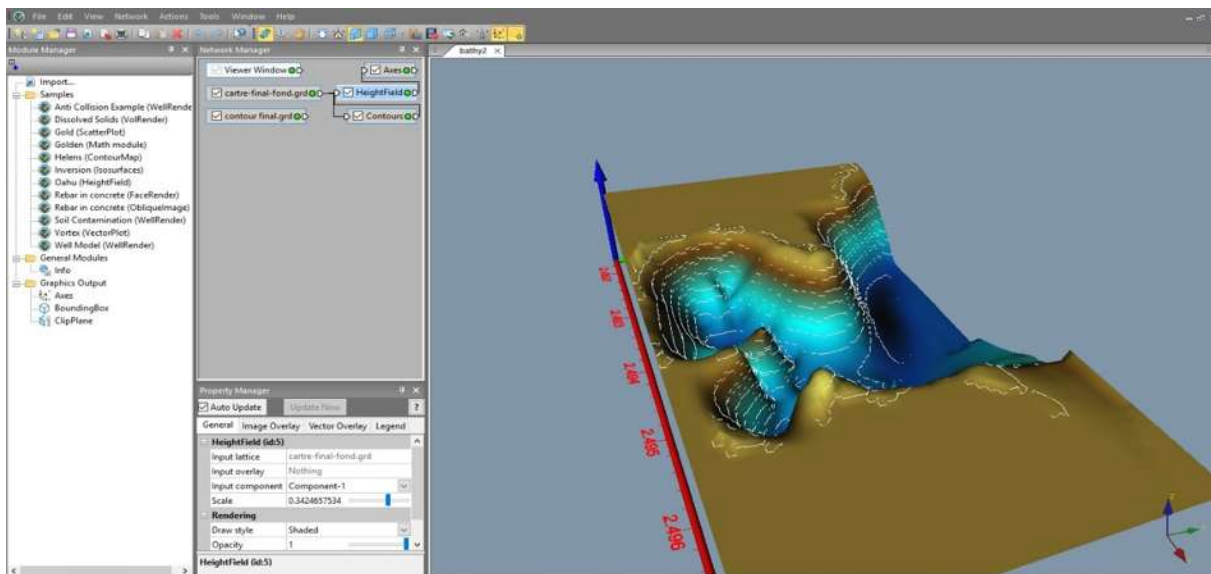 File Edit View Network Actions Tools Window Help
Module Manager
Import...
Samples
Anti Collision Example (WellRende
Dissolved Solids (VolRender)
Gold (ScatterPlot)
Golden (Math module)
Helens (ContourMap)
Inversion (Isosurfaces)
Oahu (HeightField)
Rebar in concrete (FaceRender)
Rebar in concrete (ObliqueImage)
Soil Contamination (WellRender)
Vortex (VectorPlot)
Well Model (WellRender)
General Modules
Info
Graphics Output
Axes
BoundingBox
ClipPlane
Network Manager
Viewer Window
Axes
cartre-final-fond.grd
HeightField
contour final.grd
Contours
Property Manager
Auto Update
Update Now
?
General Image Overlay Vector Overlay Legend
HeightField (id:5)
Input lattice cartre-final-fond.grd
Input overlay Nothing
Input component Component-1
Scale 0.3424657534
Rendering
Draw style Shaded
Opacity 1
HeightField (id:5)
bathy2
2.494
2.495
2.496